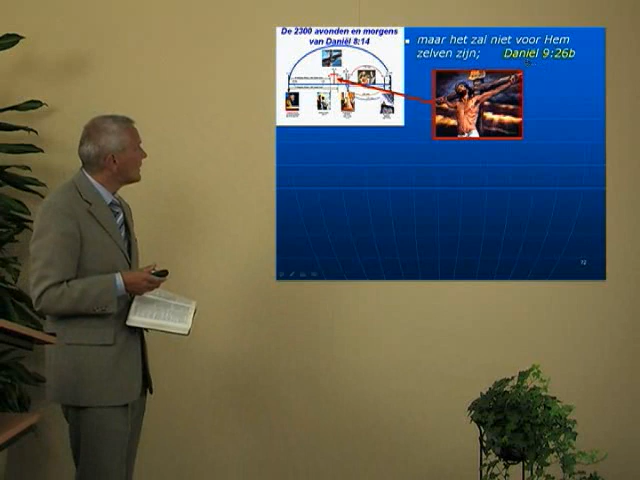 De 2300 avonden en morgens
van Daniël 8:14
maar het zal niet voor Hem
zelven zijn; Daniel 9:26b
12